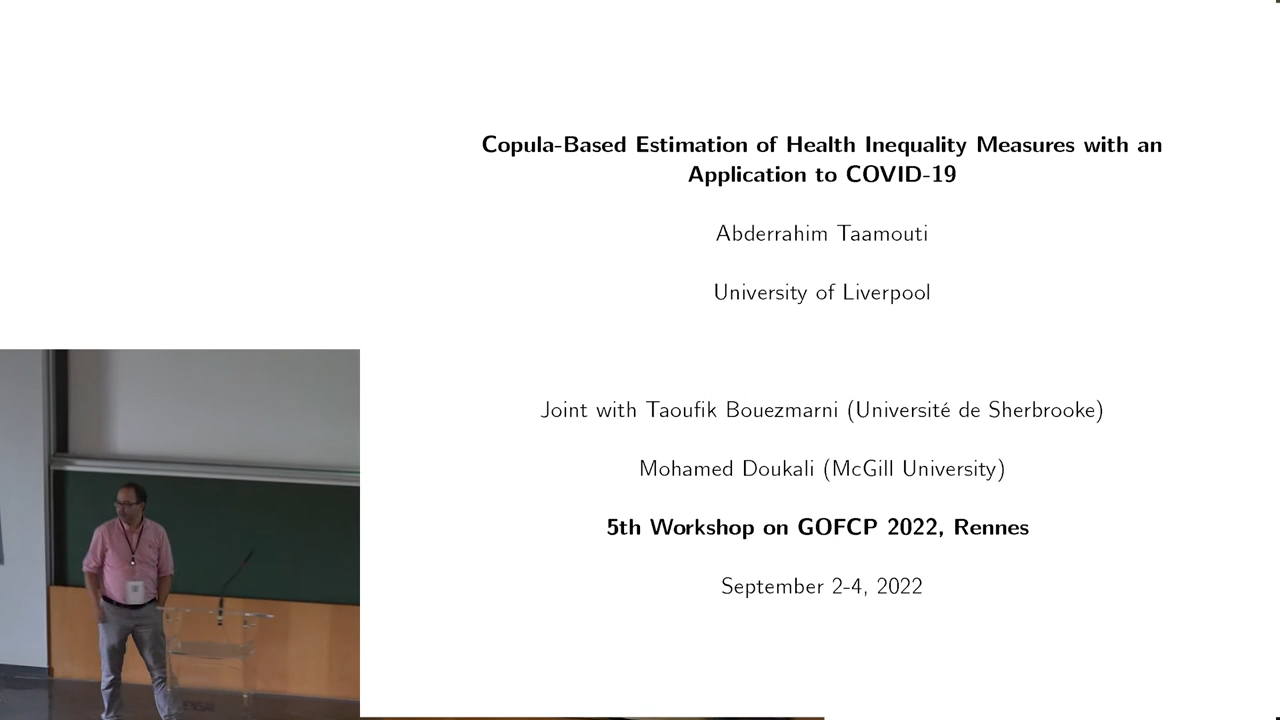 Copula-Based Estimation of Health Inequality Measures with an
Application to COVID-19
Abderrahim Taamouti
University of Liverpool
Joint with Taoufik Bouezmarni (Université de Sherbrooke)
Mohamed Doukali (McGill University)
5th Workshop on GOFCP 2022, Rennes
September 2-4, 2022